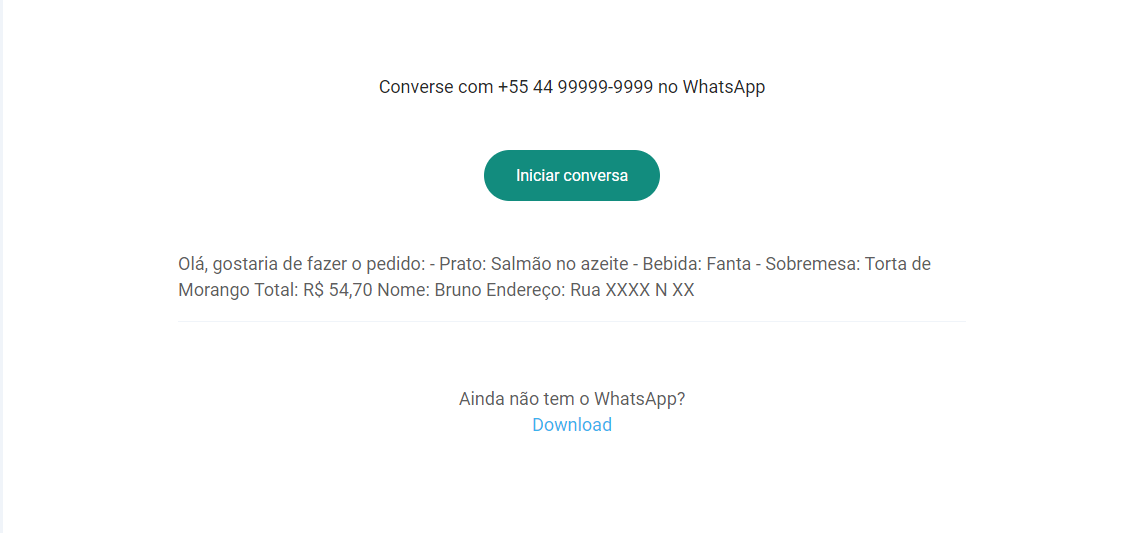 Converse com +55 44 99999-9999 no WhatsApp
Iniciar conversa
Olá, gostaria de fazer o pedido: - Prato: Salmão no azeite - Bebida: Fanta - Sobremesa: Torta de
Morango Total: R$ 54,70 Nome: Bruno Endereço: Rua XXXX N XX
Ainda não tem o WhatsApp?
Download